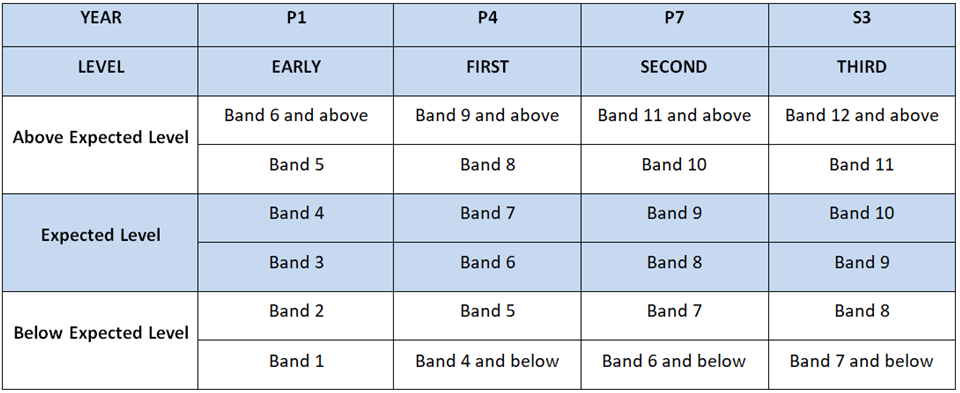 YEAR P1 P4 P7 S3
LEVEL EARLY FIRST SECOND THIRD
Above Expected Level
Band 6 and above Band 9 and above Band 11 and above Band 12 and above
Band 5 Band 8 Band 10 Band 11
Expected Level
Band 4 Band 7 Band 9 Band 10
Band 3 Band 6 Band 8 Band 9
Below Expected Level
Band 2 Band 5 Band 7 Band 8
Band 1 Band 4 and below Band 6 and below Band 7 and below